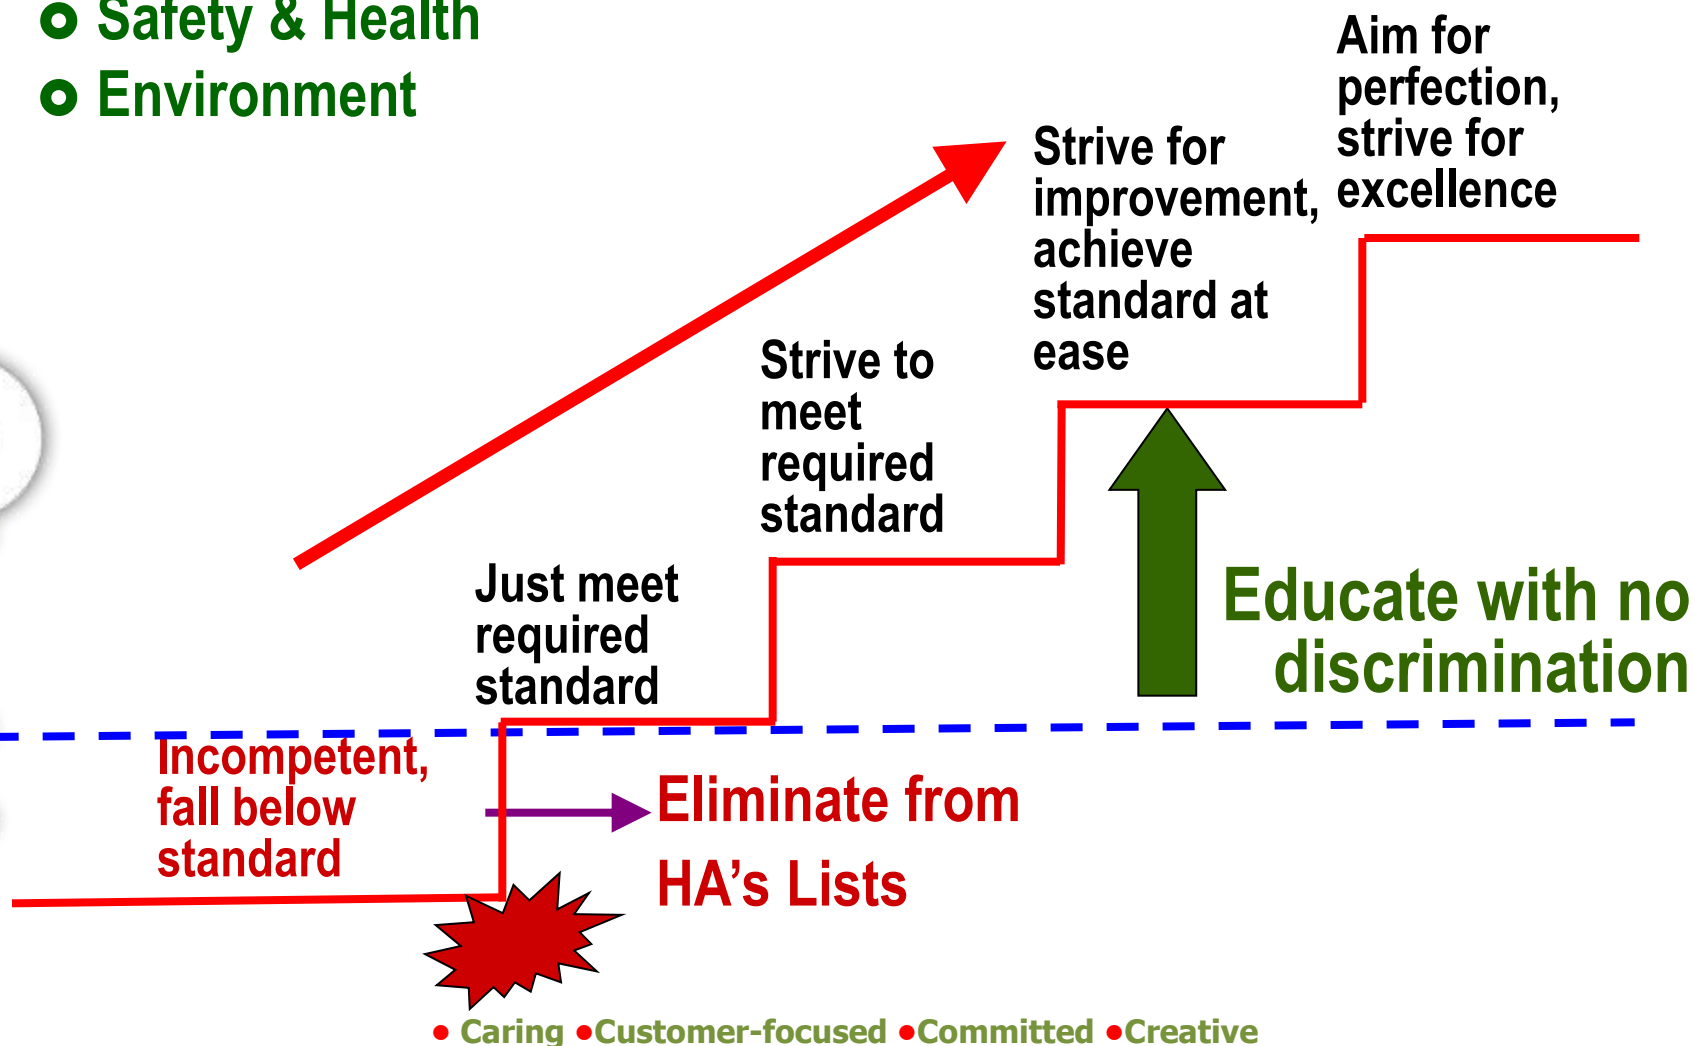 Safety & Health
Environment
Aim for
perfection,
strive for
excellence
Strive for
improvement,
achieve
standard at
ease
Strive to
meet
required
standard
Just meet
required
standard
Educate with no
discrimination
Incompetent,
fall below
standard
Eliminate from
HA’s Lists
• Caring •Customer-focused •Committed •Creative